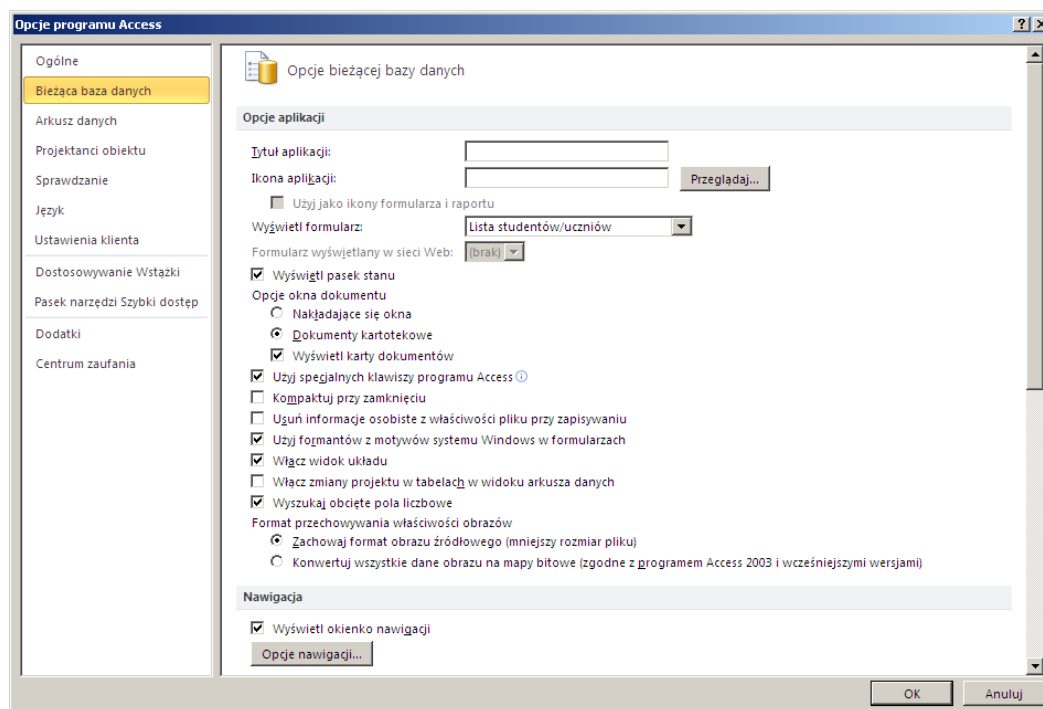 Opcje programu Access
Ogólne
Bieżąca baza danych
Arkusz danych
Projektanci obiektu
Sprawdzanie
Język
Ustawienia klienta
Dostosowywanie Wstążki
Pasek narzędzi Szybki dostęp
Dodatki
Centrum zaufania
Opcje bieżącej bazy danych
Opcje aplikacji
Tytuł aplikacji:
Ikona aplikacji: Przeglądaj...
Użyj jako ikony formularza i raportu
Wyświetl formularz: Lista studentów/uczniów
Formularz wyświetlany w sieci Web: (brak)
Wyświetl pasek stanu
Opcje okna dokumentu
Nakładające się okna
Dokumenty kartotekowe
Wyświetl karty dokumentów
Użyj specjalnych klawiszy programu Access
Kompaktuj przy zamknięciu
Usuń informacje osobiste z właściwości pliku przy zapisywaniu
Użyj formantów z motywów systemu Windows w formularzach
Włącz widok układu
Włącz zmiany projektu w tabelach w widoku arkusza danych
Wyszukaj obcięte pola liczbowe
Format przechowywania właściwości obrazów
Zachowaj format obrazu źródłowego (mniejszy rozmiar pliku)
Konwertuj wszystkie dane obrazu na mapy bitowe (zgodne z programem Access 2003 i wcześniejszymi wersjami)
Nawigacja
Wyświetl okienko nawigacji
Opcje nawigacji...
OK Anuluj